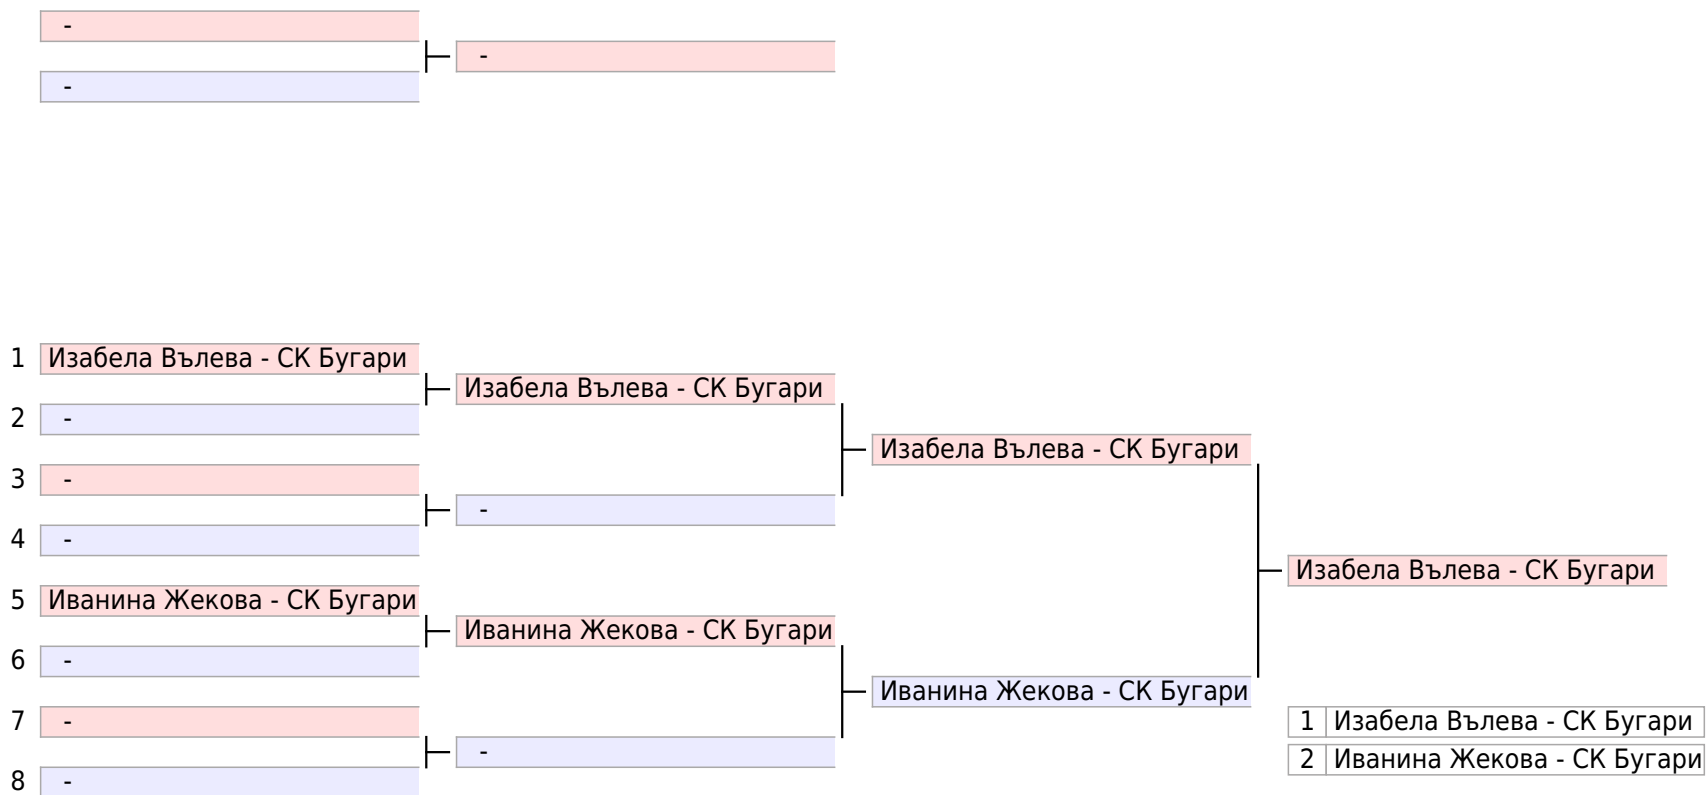 -
-
-
1 Изабела Вълева - СК Бугари
Изабела Вълева - СК Бугари
2 -
Изабела Вълева - СК Бугари
3 -
-
4 -
Изабела Вълева - СК Бугари
5 Иванина Жекова - СК Бугари
Иванина Жекова - СК Бугари
6 -
Иванина Жекова - СК Бугари
7 -
1 Изабела Вълева - СК Бугари
-
2 Иванина Жекова - СК Бугари
8 -